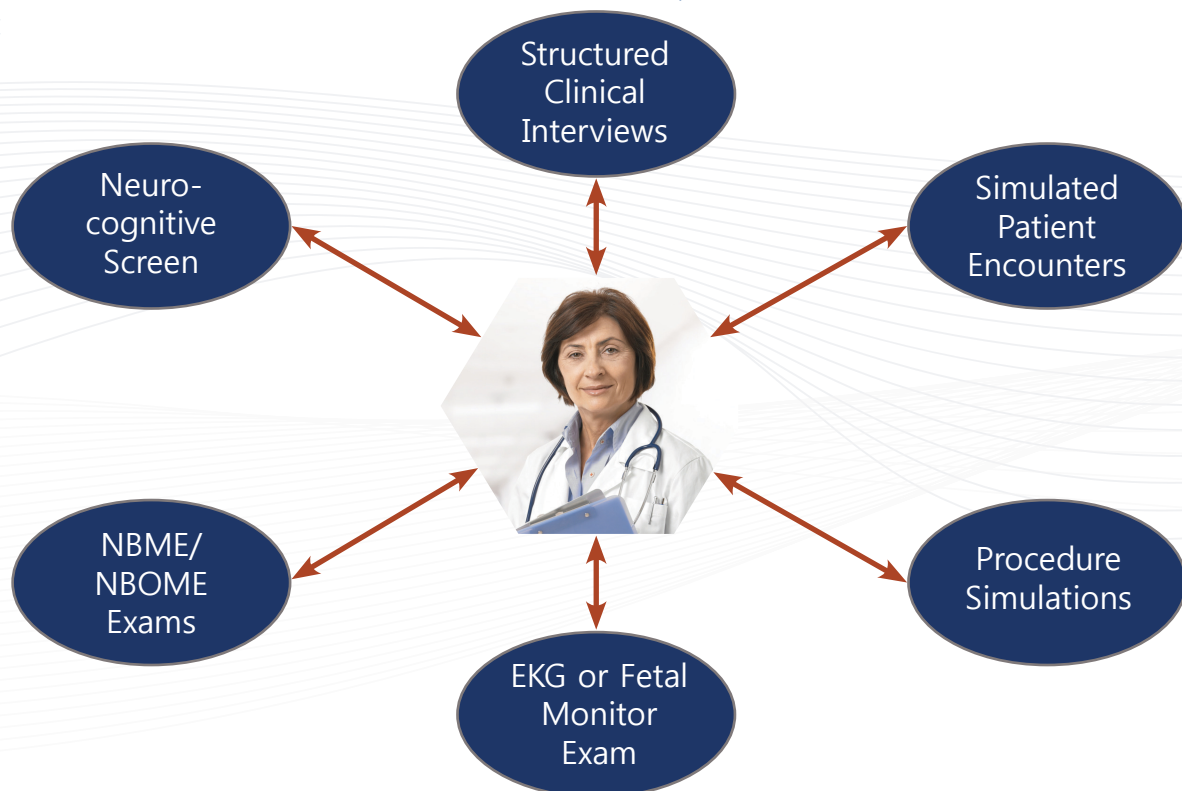 Structured
Clinical
Interviews
Neuro-
cognitive
Screen
Simulated
Patient
Encounters
NBME/
NBOME
Exams
Procedure
Simulations
EKG or Fetal
Monitor
Exam